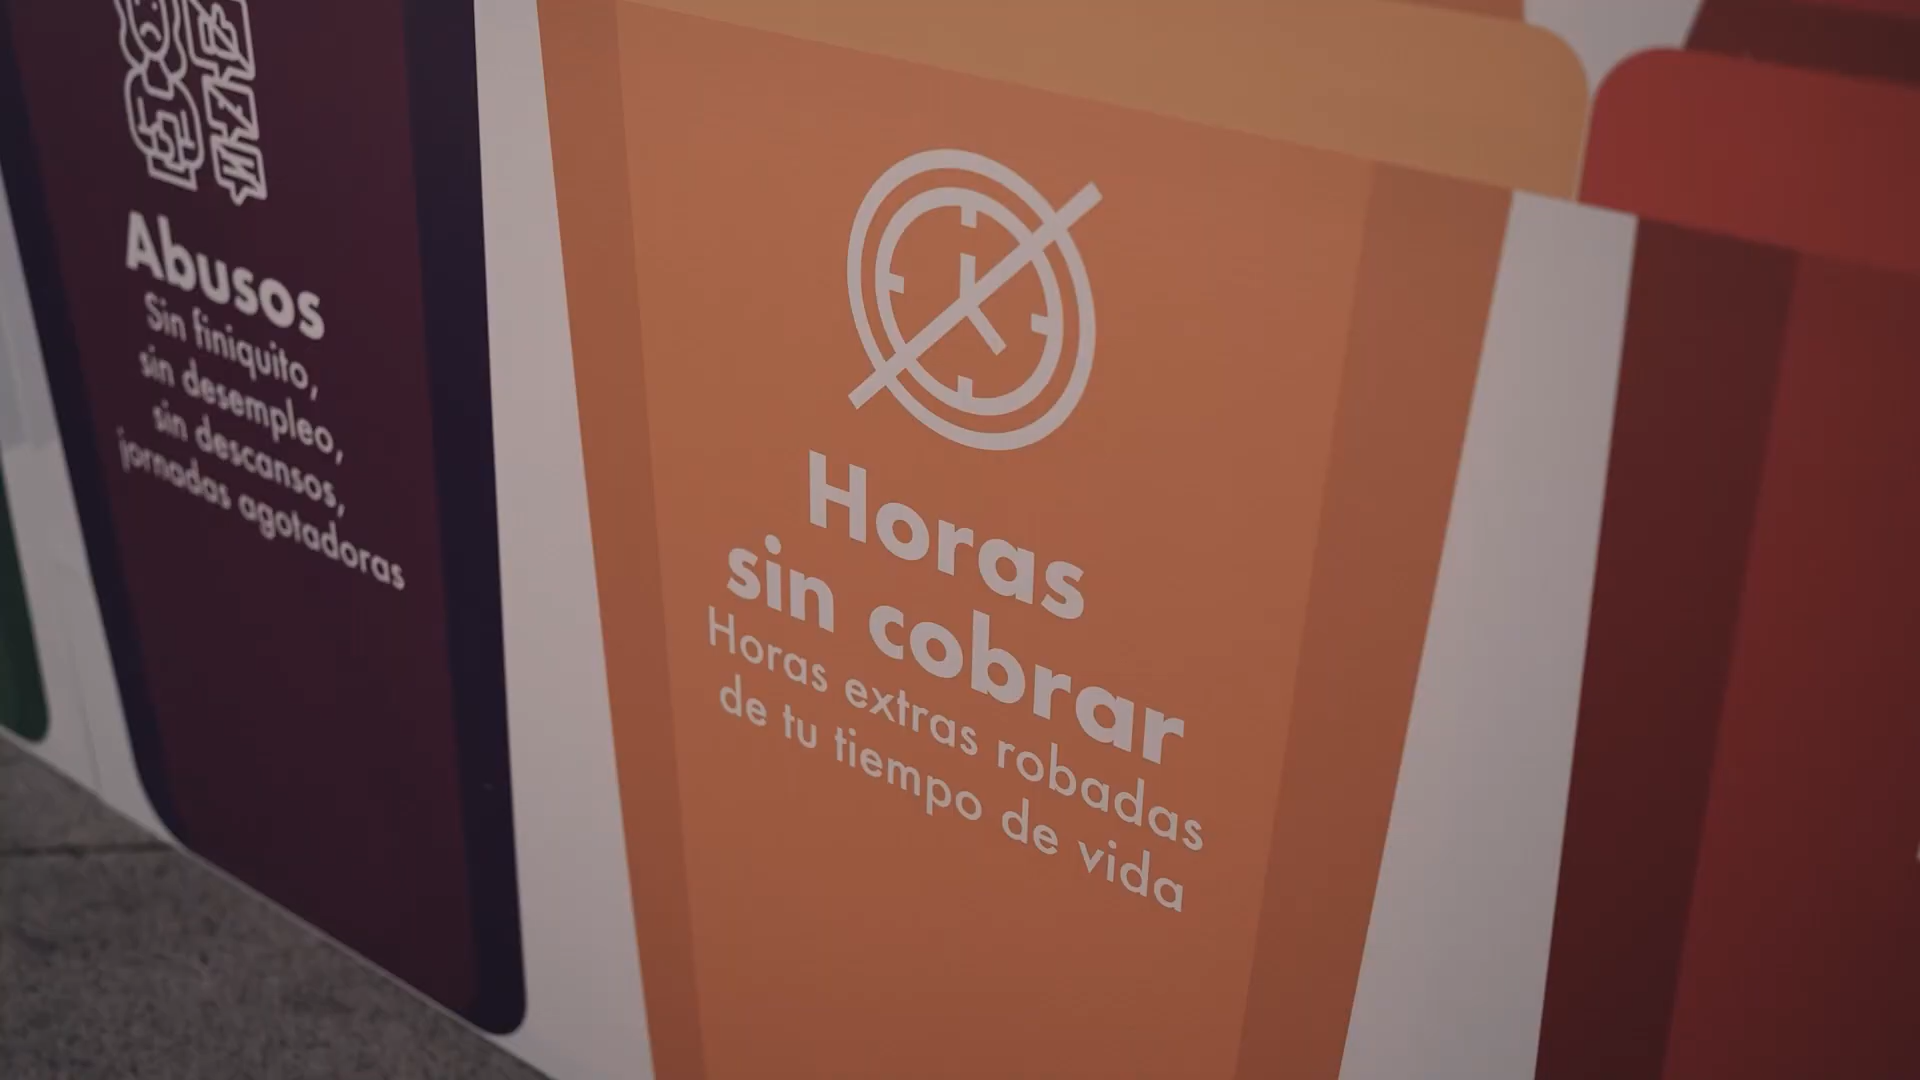 Abusos
Sin finiquito,
sin desempleo,
sin descansos,
jornadas agotadoras
Horas
sin cobrar
Horas extras robadas
de tu tiempo de vida